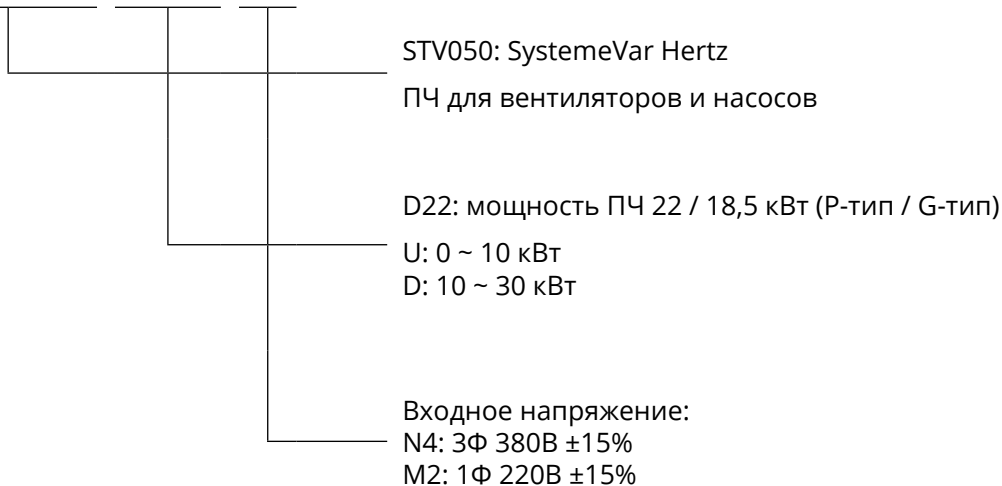 STV050: SystemeVar Hertz
ПЧ для вентиляторов и насосов
D22: мощность ПЧ 22 / 18,5 кВт (P-тип / G-тип)
U: 0 ~ 10 кВт
D: 10 ~ 30 кВт
Входное напряжение:
N4: 3Ф 380В ±15%
M2: 1Ф 220В ±15%